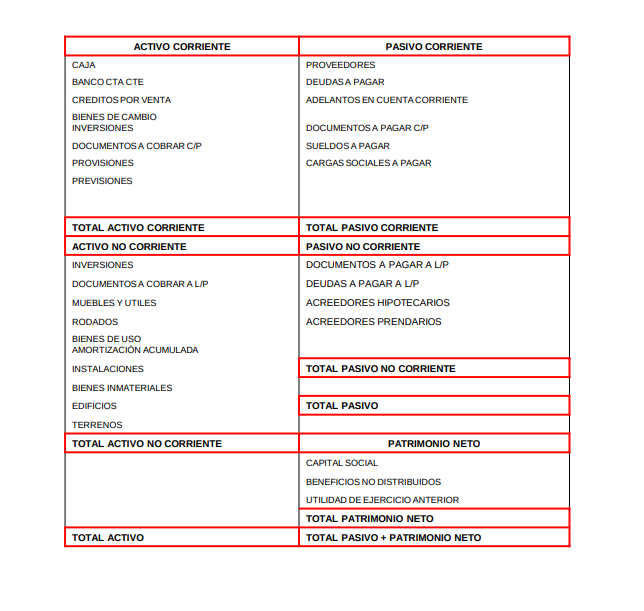 ACTIVO CORRIENTE
PASIVO CORRIENTE
CAJA
PROVEEDORES
BANCO CTA CTE
DEUDAS A PAGAR
CREDITOS POR VENTA
ADELANTOS EN CUENTA CORRIENTE
BIENES DE CAMBIO
INVERSIONES
DOCUMENTOS A PAGAR C/P
DOCUMENTOS A COBRAR C/P
SUELDOS A PAGAR
PROVISIONES
CARGAS SOCIALES A PAGAR
PREVISIONES
TOTAL ACTIVO CORRIENTE
TOTAL PASIVO CORRIENTE
ACTIVO NO CORRIENTE
PASIVO NO CORRIENTE
INVERSIONES
DOCUMENTOS A PAGAR A L/P
DOCUMENTOS A COBRAR A L/P
DEUDAS A PAGAR A L/P
MUEBLES Y UTILES
ACREEDORES HIPOTECARIOS
RODADOS
ACREEDORES PRENDARIOS
BIENES DE USO
AMORTIZACIÓN ACUMULADA
INSTALACIONES
TOTAL PASIVO NO CORRIENTE
BIENES INMATERIALES
EDIFICIOS
TOTAL PASIVO
TERRENOS
TOTAL ACTIVO NO CORRIENTE
PATRIMONIO NETO
CAPITAL SOCIAL
BENEFICIOS NO DISTRIBUIDOS
UTILIDAD DE EJERCICIO ANTERIOR
TOTAL PATRIMONIO NETO
TOTAL ACTIVO
TOTAL PASIVO + PATRIMONIO NETO